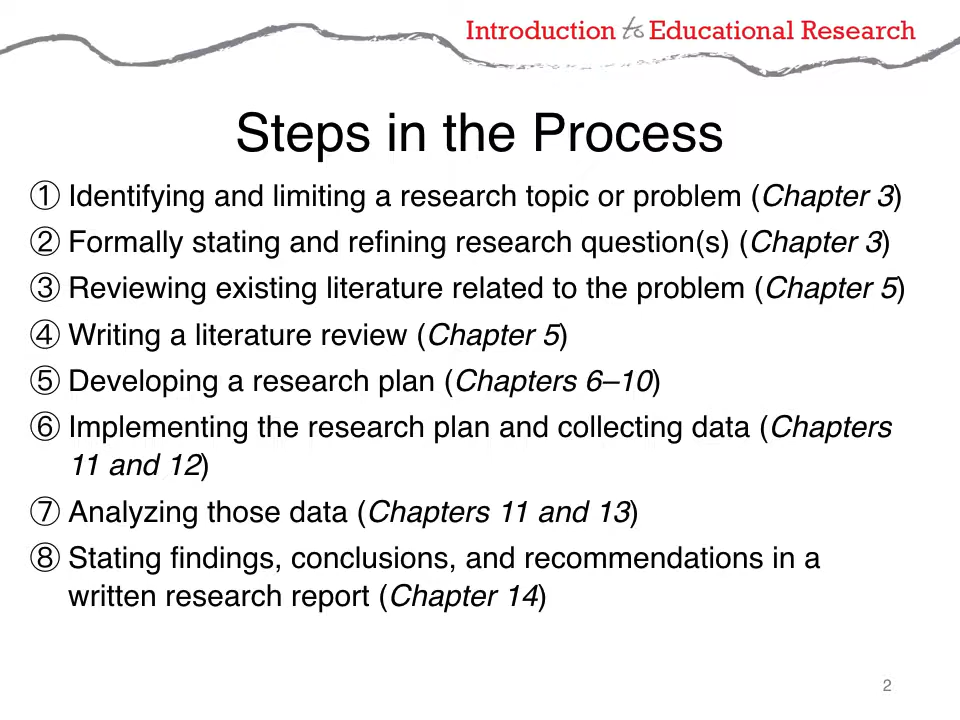 Introduction to Educational Research
Steps in the Process
① Identifying and limiting a research topic or problem (Chapter 3)
② Formally stating and refining research question(s) (Chapter 3)
③ Reviewing existing literature related to the problem (Chapter 5)
④ Writing a literature review (Chapter 5)
⑤ Developing a research plan (Chapters 6–10)
⑥ Implementing the research plan and collecting data (Chapters
11 and 12)
⑦ Analyzing those data (Chapters 11 and 13)
⑧ Stating findings, conclusions, and recommendations in a
written research report (Chapter 14)
2